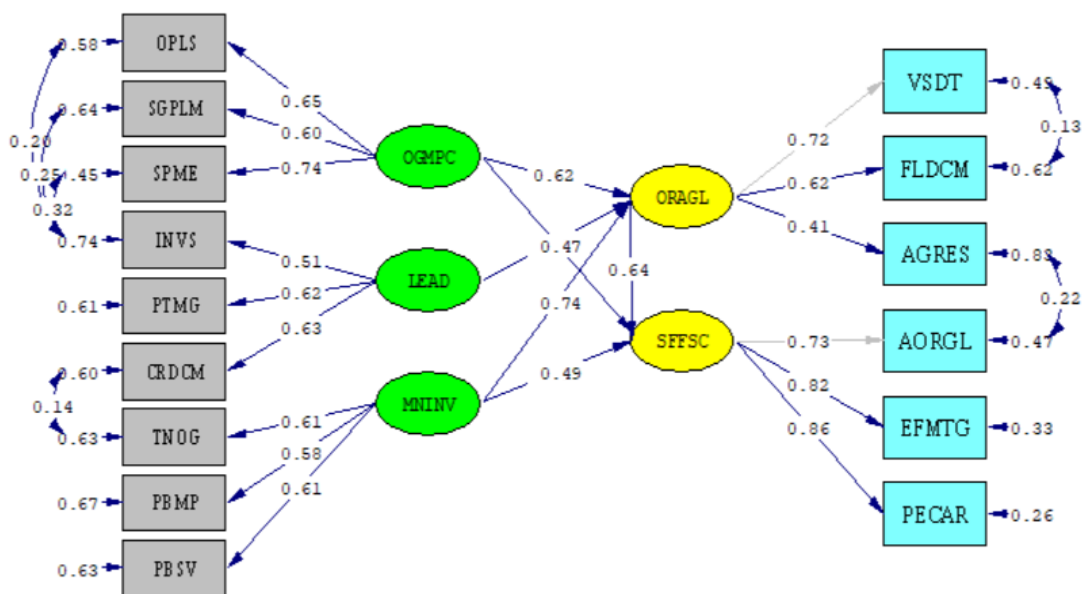 0.58 OPLS
0.64 SGPLM
0.45 SPME
0.74 INVS
0.61 PTMG
0.60 CRDCM
0.63 TNOG
0.67 PBMP
0.63 PBSV
0.20
0.25
0.32
0.14
0.65
0.60
0.74
0.51
0.62
0.63
0.61
0.58
0.61
OGMPC
LEAD
MNINV
0.62
0.47
0.74
0.64
0.49
ORAGL
SFFSC
0.72
0.62
0.41
0.73
0.82
0.86
VSDT 0.49
FLDCM 0.62
AGRES 0.83
AORGL 0.47
EFMTG 0.33
PECAR 0.26
0.13
0.22